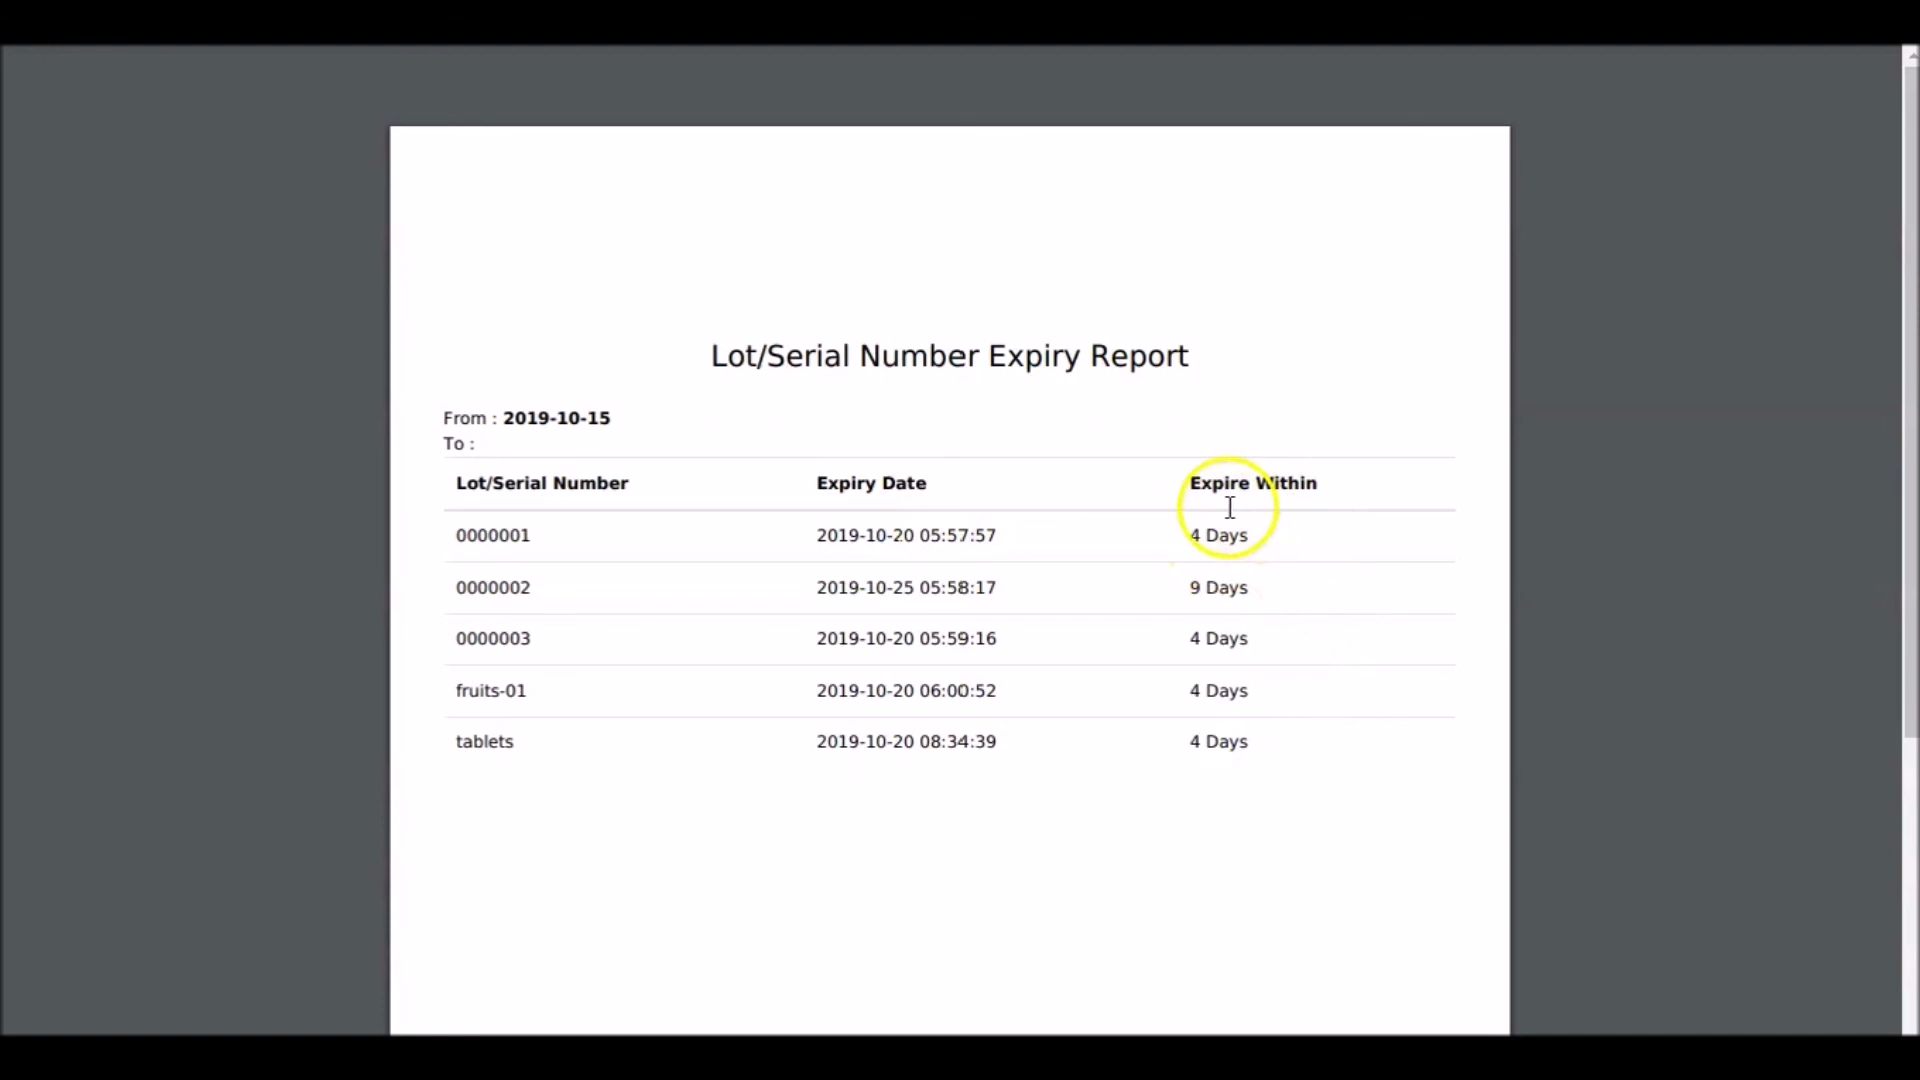 Lot/Serial Number Expiry Report
From : 2019-10-15
To :
Lot/Serial Number Expiry Date Expire Within
0000001 2019-10-20 05:57:57 4 Days
0000002 2019-10-25 05:58:17 9 Days
0000003 2019-10-20 05:59:16 4 Days
fruits-01 2019-10-20 06:00:52 4 Days
tablets 2019-10-20 08:34:39 4 Days